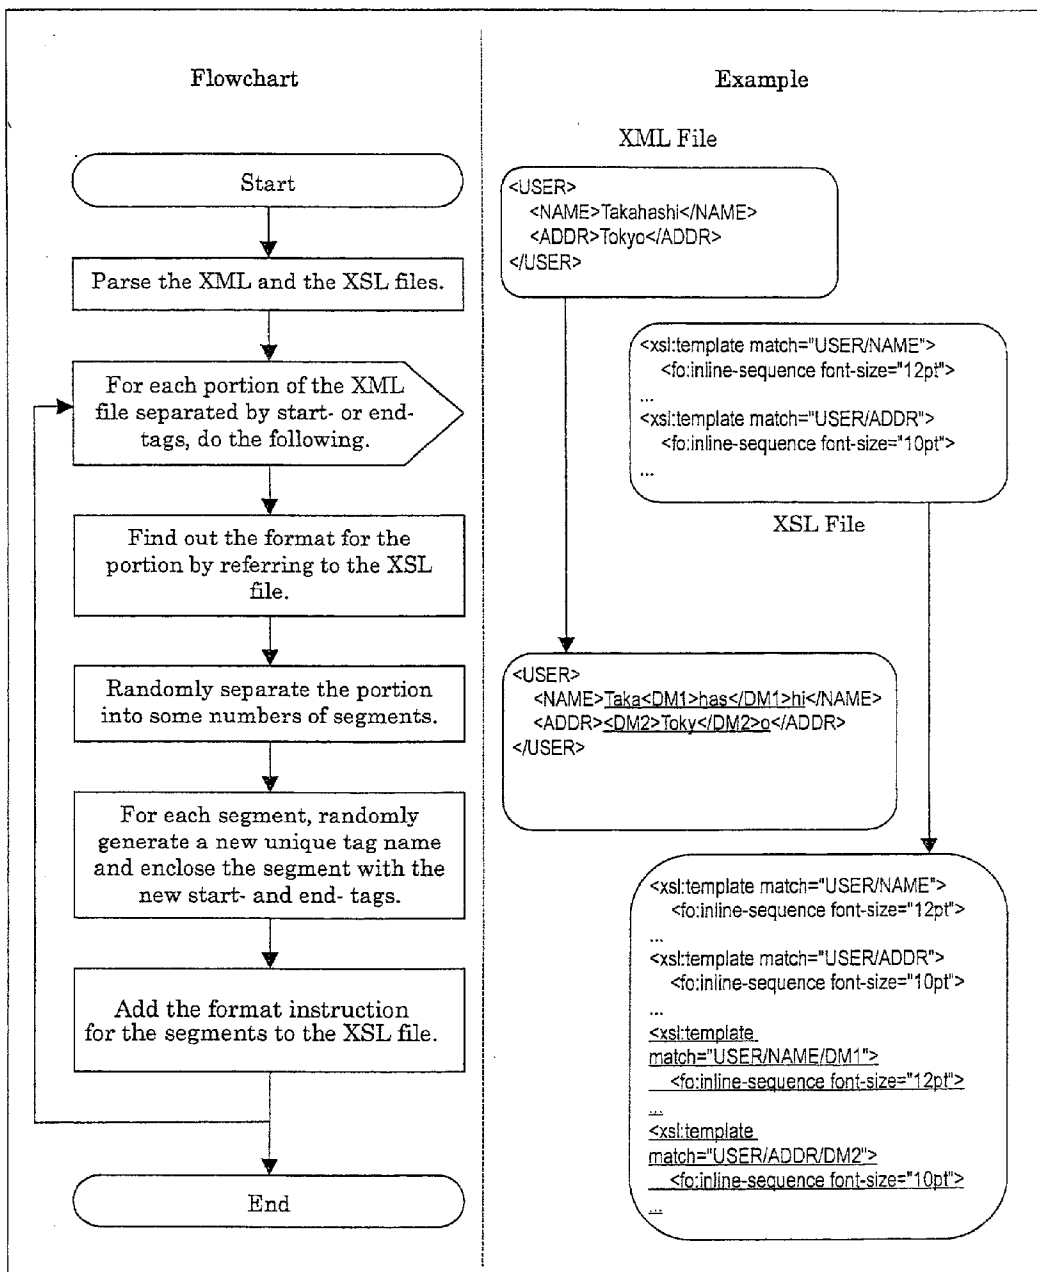 Flowchart
Start
Parse the XML and the XSL files.
For each portion of the XML
file separated by start- or end-
tags, do the following.
Find out the format for the
portion by referring to the XSL
file.
Randomly separate the portion
into some numbers of segments.
For each segment, randomly
generate a new unique tag name
and enclose the segment with the
new start- and end- tags.
Add the format instruction
for the segments to the XSL file.
End
Example
XML File
<USER>
<NAME>Takahashi</NAME>
<ADDR>Tokyo</ADDR>
</USER>
<xsl:template match="USER/NAME">
<fo:inline-sequence font-size="12pt">
...
<xsl:template match="USER/ADDR">
<fo:inline-sequence font-size="10pt">
...
XSL File
<USER>
<NAME>Taka<DM1>has</DM1>hi</NAME>
<ADDR><DM2>Toky</DM2>o</ADDR>
</USER>
<xsl:template match="USER/NAME">
<fo:inline-sequence font-size="12pt">
...
<xsl:template match="USER/ADDR">
<fo:inline-sequence font-size="10pt">
...
<xsl:template
match="USER/NAME/DM1">
<fo:inline-sequence font-size="12pt">
...
<xsl:template
match="USER/ADDR/DM2">
<fo:inline-sequence font-size="10pt">
...